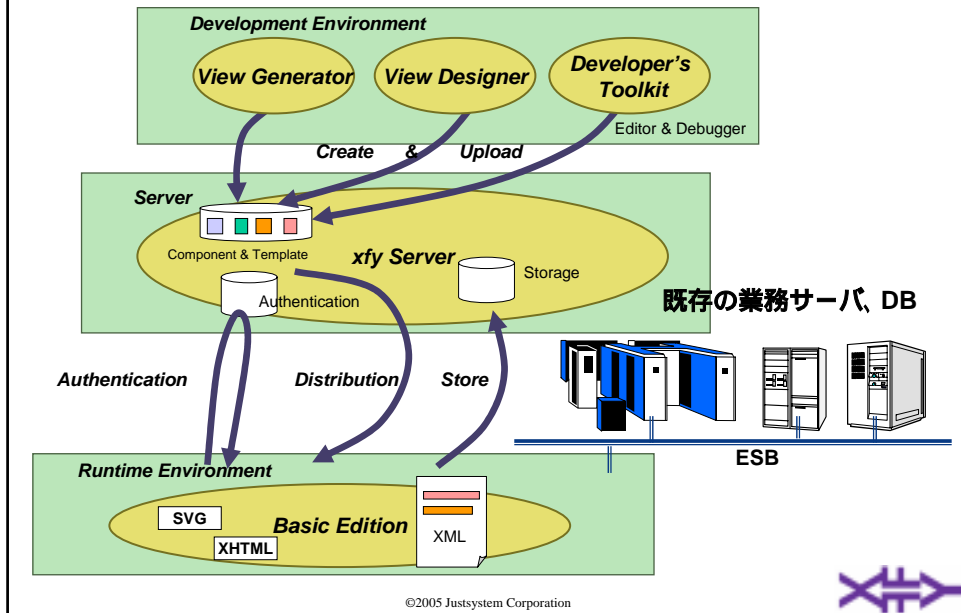 Development Environment
View Generator
View Designer
Developer's
Toolkit
Editor & Debugger
Create & Upload
Server
Component & Template
xfy Server
Storage
Authentication
既存の業務サーバ、DB
Authentication
Distribution
Store
ESB
Runtime Environment
SVG
Basic Edition
XHTML
XML
©2005 Justsystem Corporation